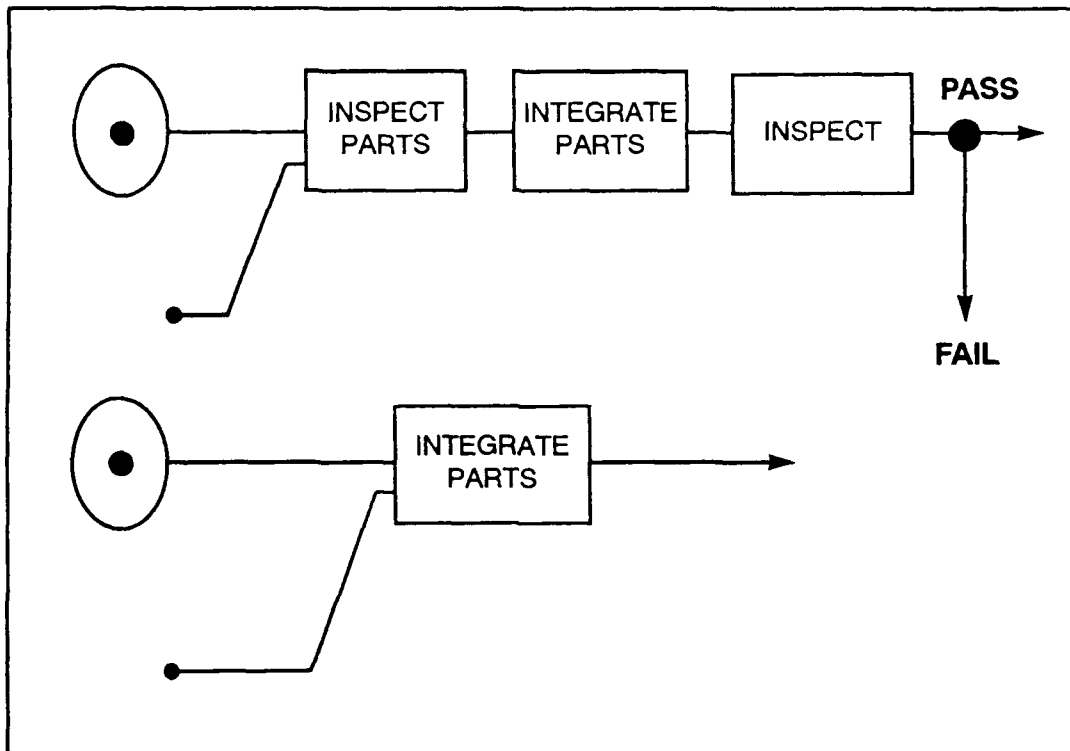 INSPECT
PARTS
INTEGRATE
PARTS
INSPECT
PASS
FAIL
INTEGRATE
PARTS